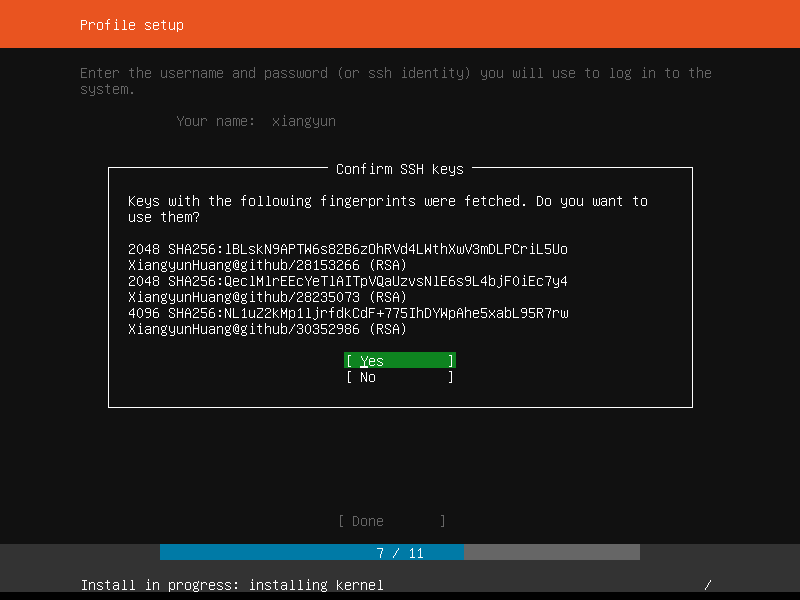 Profile setup
Enter the username and password (or ssh identity) you will use to log in to the
system.
Your name: xiangyun
Confirm SSH keys
Keys with the following fingerprints were fetched. Do you want to
use them?
2048 SHA256:lBLskN9APTW6s82B6zOhRVd4LWthXwV3mDLPCriL5Uo
XiangyunHuang@github/28153266 (RSA)
2048 SHA256:QeclMlrEEcYeTlAITpVQaUzvsNlE6s9L4bjF0iEc7y4
XiangyunHuang@github/28235073 (RSA)
4096 SHA256:NL1uZ2kMp1ljrfdkCdF+775IhDYWpAhe5xabL95R7rw
XiangyunHuang@github/30352986 (RSA)
[ Yes ]
[ No ]
[ Done ]
7 / 11
Install in progress: installing kernel /